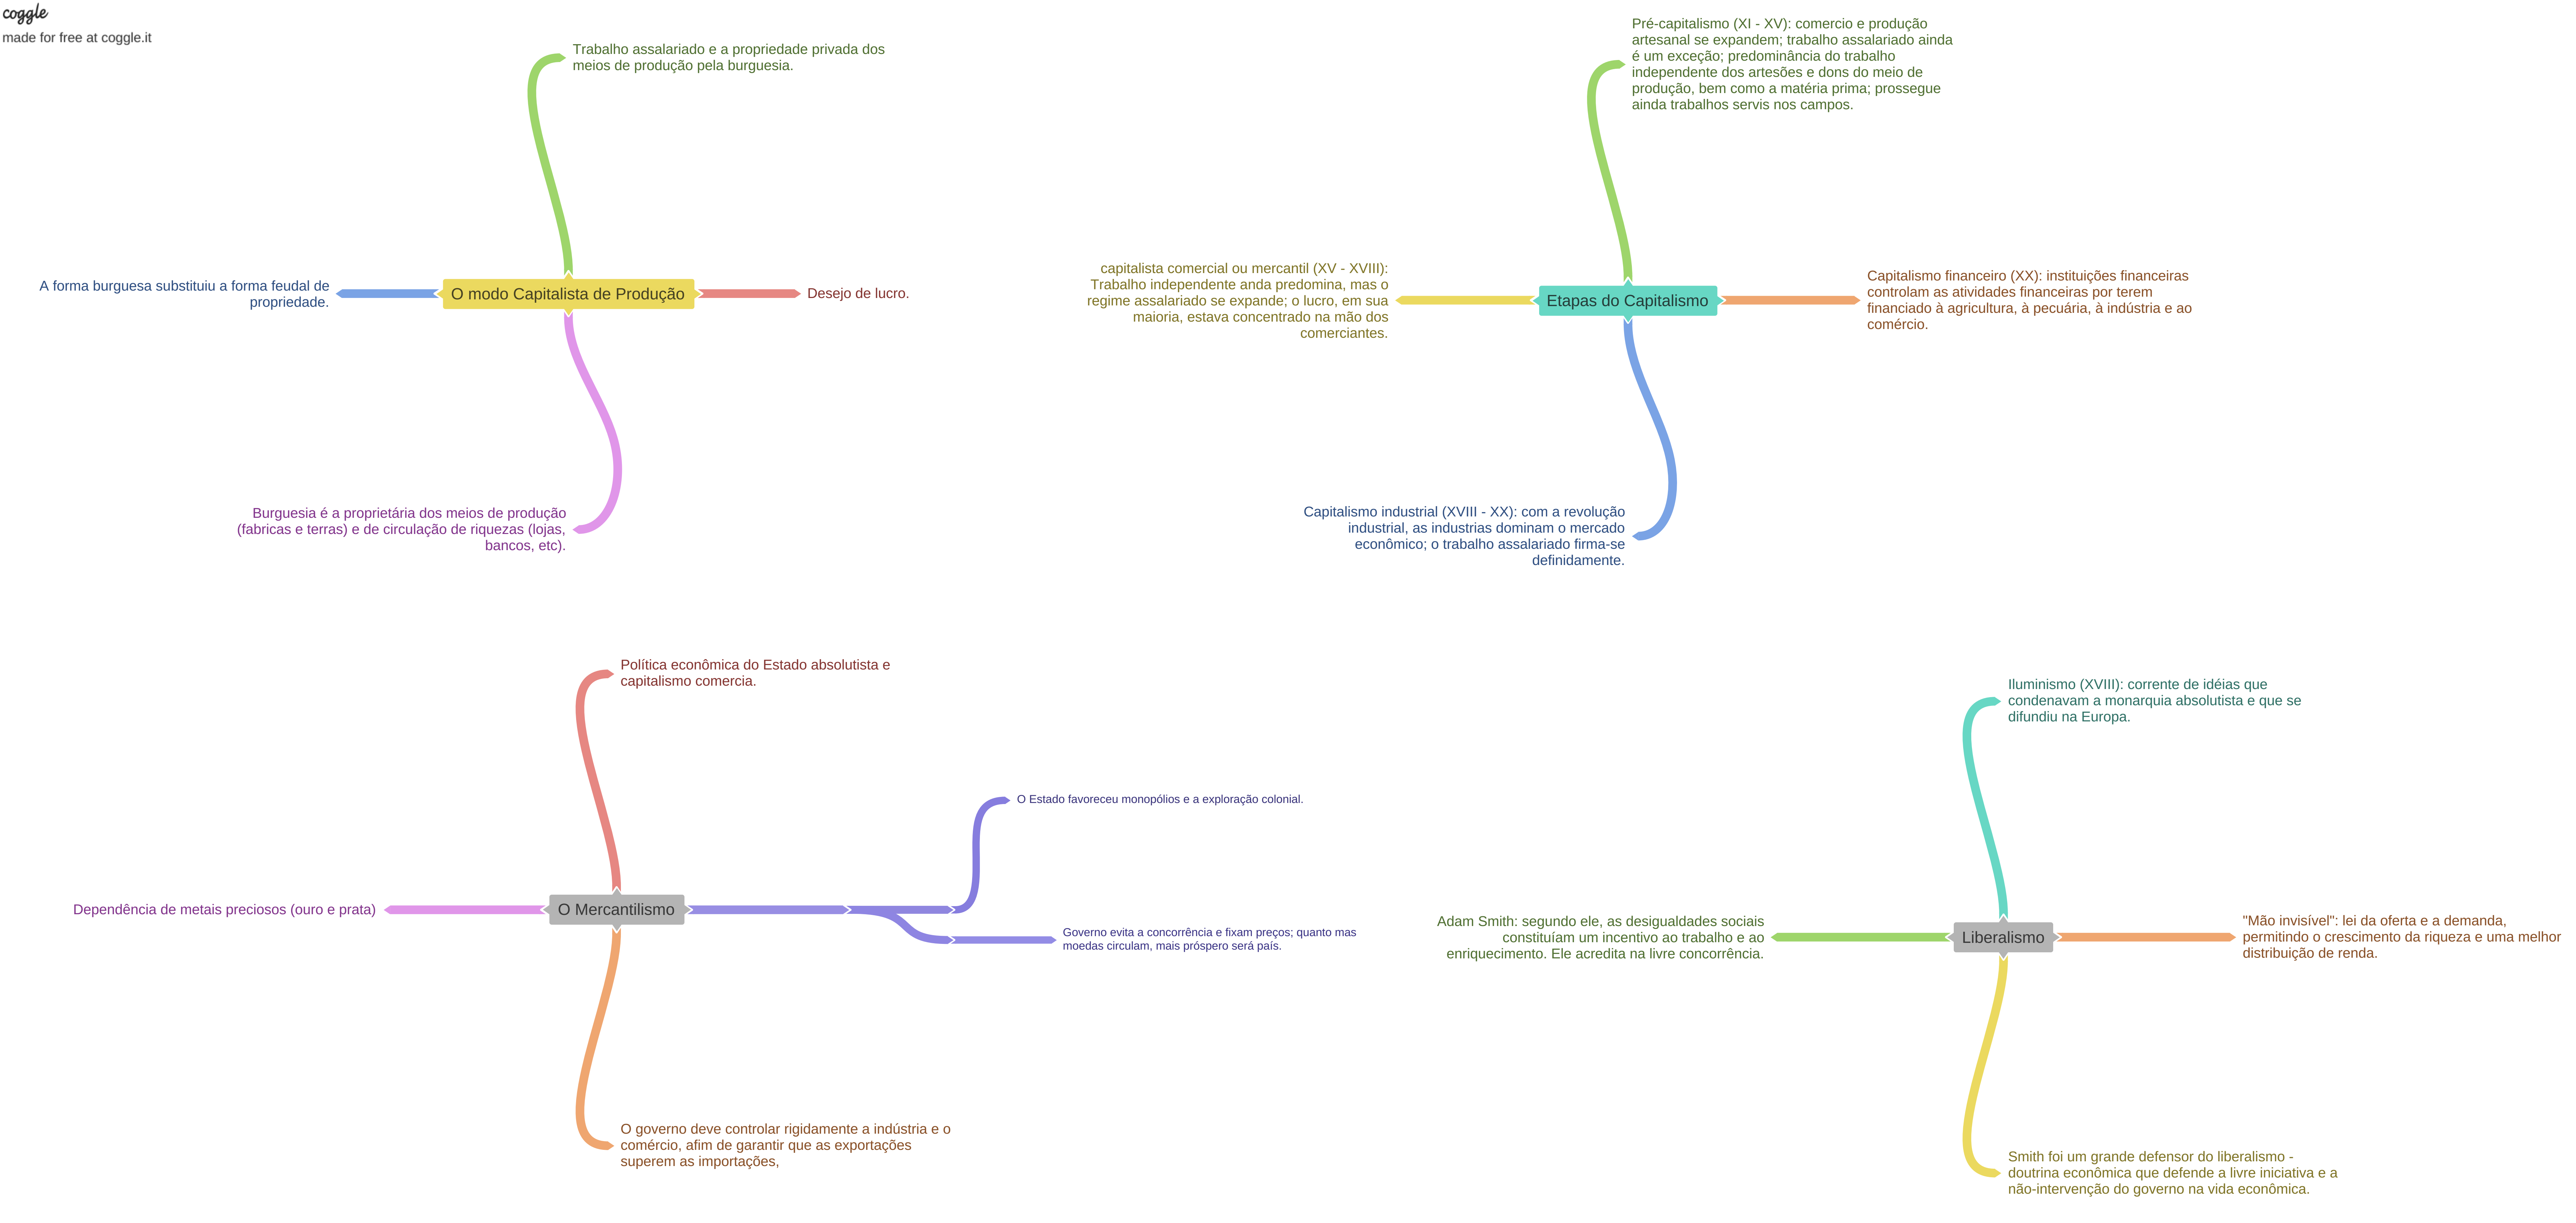 coggle
made for free at coggle.it
Trabalho assalariado e a propriedade privada dos
meios de produção pela burguesia.
A forma burguesa substituiu a forma feudal de
propriedade.
O modo Capitalista de Produção
Desejo de lucro.
Burguesia é a proprietária dos meios de produção
(fabricas e terras) e de circulação de riquezas (lojas,
bancos, etc).
Pré-capitalismo (XI - XV): comercio e produção
artesanal se expandem; trabalho assalariado ainda
é um exceção; predominância do trabalho
independente dos artesões e dons do meio de
produção, bem como a matéria prima; prossegue
ainda trabalhos servis nos campos.
capitalista comercial ou mercantil (XV - XVIII):
Trabalho independente anda predomina, mas o
regime assalariado se expande; o lucro, em sua
maioria, estava concentrado na mão dos
comerciantes.
Etapas do Capitalismo
Capitalismo financeiro (XX): instituições financeiras
controlam as atividades financeiras por terem
financiado à agricultura, à pecuária, à indústria e ao
comércio.
Capitalismo industrial (XVIII - XX): com a revolução
industrial, as industrias dominam o mercado
econômico; o trabalho assalariado firma-se
definidamente.
Política econômica do Estado absolutista e
capitalismo comercia.
O Estado favoreceu monopólios e a exploração colonial.
Dependência de metais preciosos (ouro e prata)
O Mercantilismo
Governo evita a concorrência e fixam preços; quanto mas
moedas circulam, mais próspero será país.
O governo deve controlar rigidamente a indústria e o
comércio, afim de garantir que as exportações
superem as importações,
Iluminismo (XVIII): corrente de idéias que
condenavam a monarquia absolutista e que se
difundiu na Europa.
Adam Smith: segundo ele, as desigualdades sociais
constituíam um incentivo ao trabalho e ao
enriquecimento. Ele acredita na livre concorrência.
Liberalismo
"Mão invisível": lei da oferta e a demanda,
permitindo o crescimento da riqueza e uma melhor
distribuição de renda.
Smith foi um grande defensor do liberalismo -
doutrina econômica que defende a livre iniciativa e a
não-intervenção do governo na vida econômica.